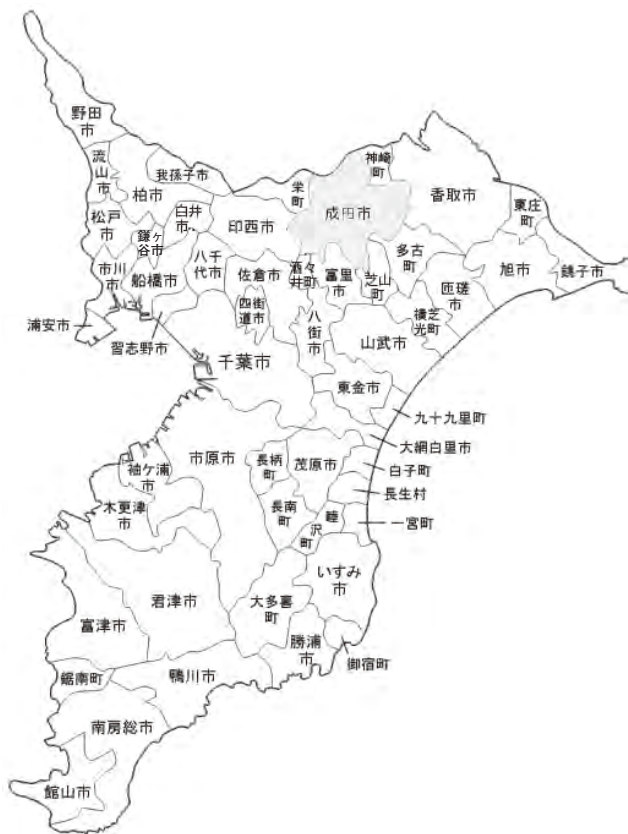 野田
市
流
山
市
柏市
我孫子市
松戸
市
鎌ヶ
谷市
白井
市
印西市
栄
町
成田市
神崎
町
香取市
東庄
町
銚子市
旭市
匝瑳
市
多古
町
横芝
光町
芝
山町
富里
市
酒々
井町
佐倉市
四街
道市
八
街
市
八千
代市
船橋市
市川
市
浦安市
習志野市
千葉市
山武市
東金市
九十九里町
大網白里市
白子町
長生村
一宮町
睦
沢
町
茂原市
長柄
町
長南
町
市原市
袖ケ浦
市
木更津
市
君津市
富津市
大多喜
町
いすみ
市
勝浦
市
御宿町
鴨川市
鋸南町
南房総市
館山市